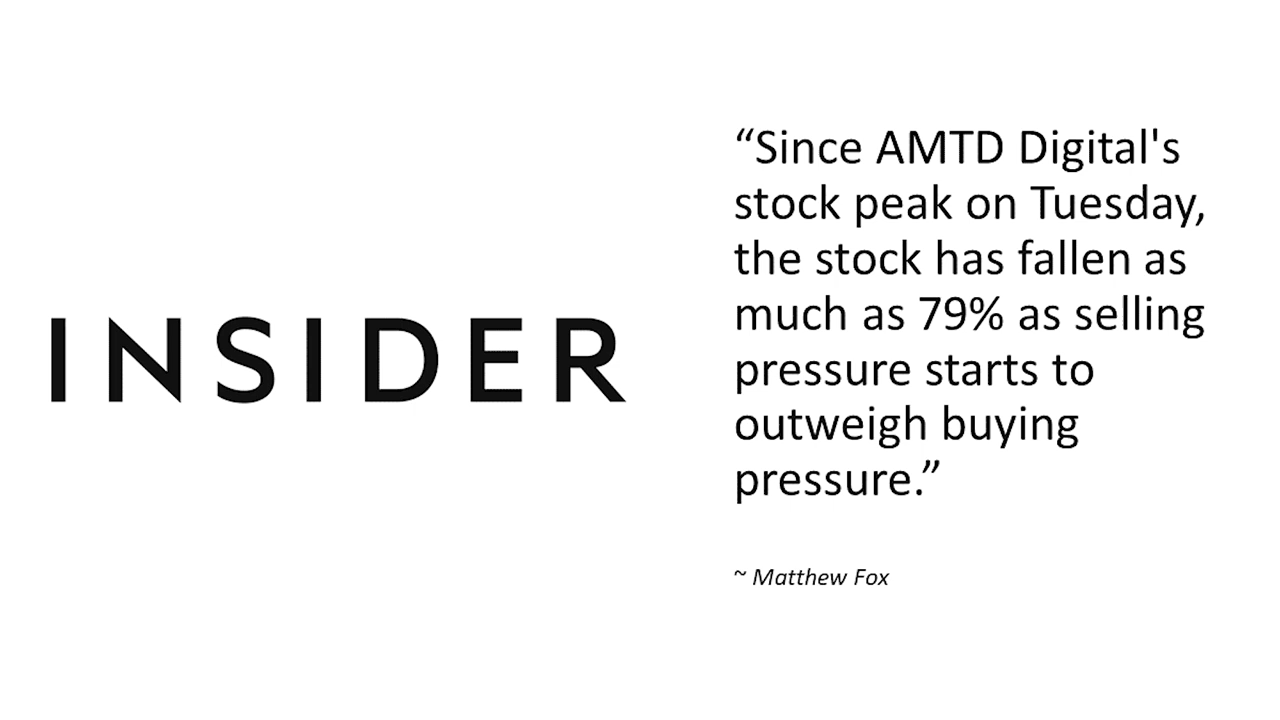 INSIDER
“Since AMTD Digital's
stock peak on Tuesday,
the stock has fallen as
much as 79% as selling
pressure starts to
outweigh buying
pressure.”
~ Matthew Fox